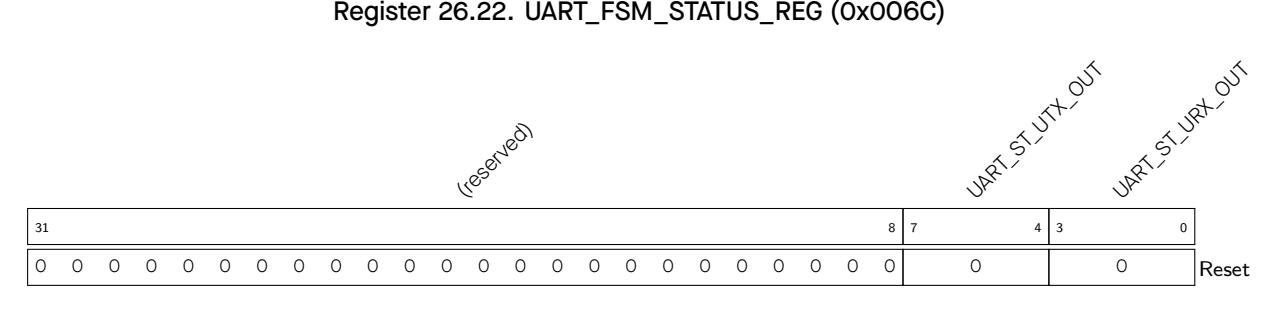 Register 26.22. UART_FSM_STATUS_REG (0x006C)
(reserved)
UART_ST_UTX_OUT
UART_ST_URX_OUT
31 8 7 4 3 0
0 0 0 0 0 0 0 0 0 0 0 0 0 0 0 0 0 0 0 0 0 0 0 0 0 0 Reset